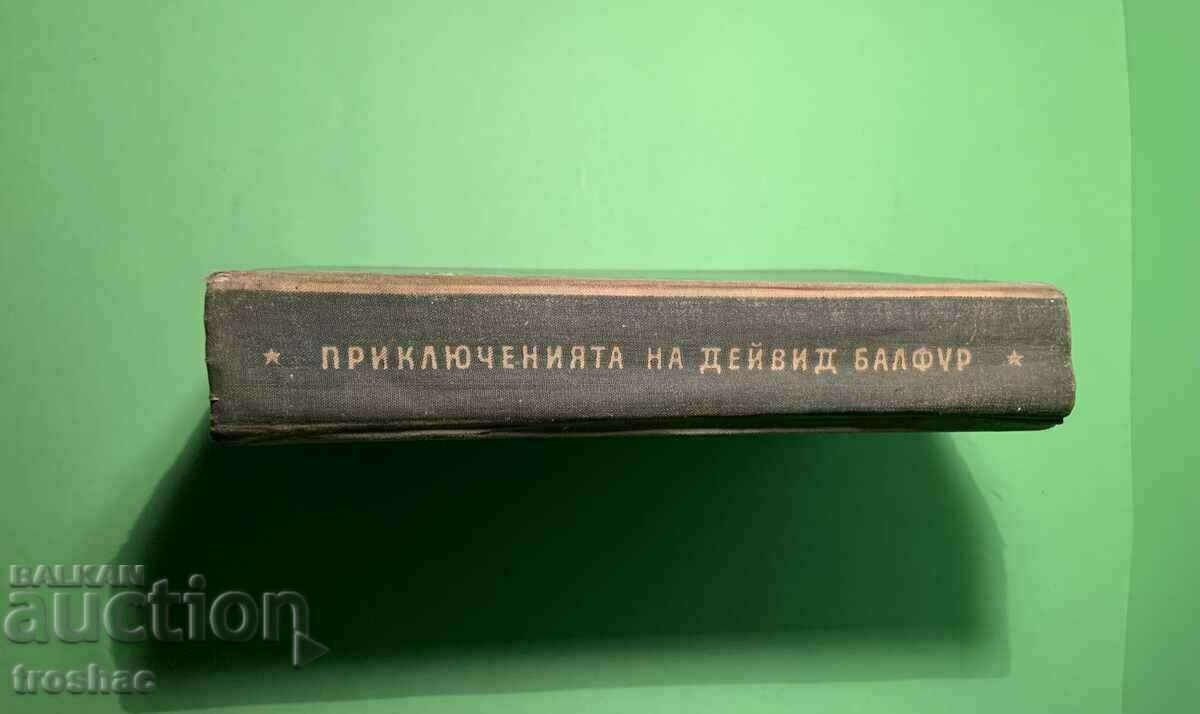 ★ ПРИКЛЮЧЕНИЯТА НА ДЕЙВИД БАЛФУР ★
BALKAN
auction
troshac